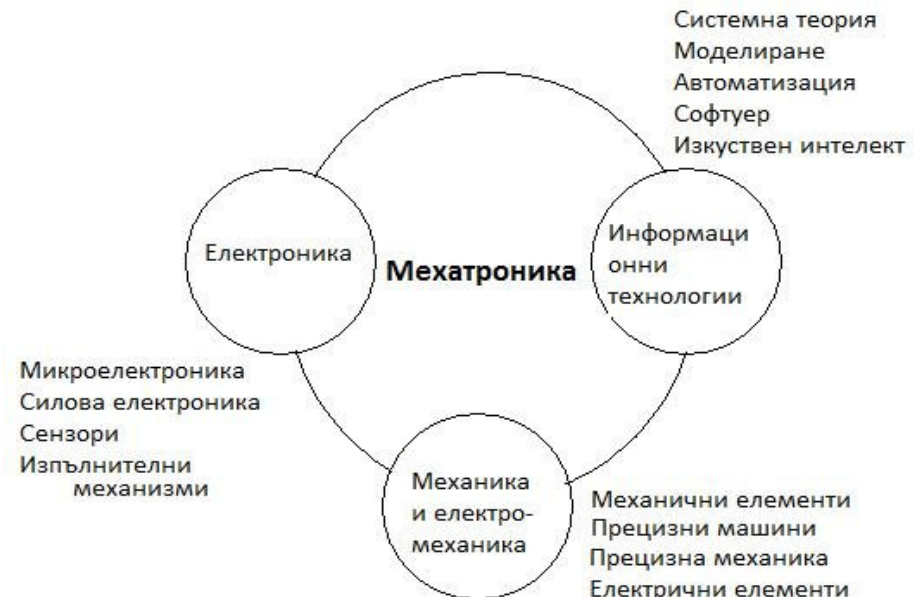 Системна теория
Моделиране
Автоматизация
Софтуер
Изкуствен интелект
Електроника
Мехатроника
Информаци
онни
технологии
Микроелектроника
Силова електроника
Сензори
Изпълнителни
механизми
Механика
и електро-
механика
Механични елементи
Прецизни машини
Прецизна механика
Електрични елементи